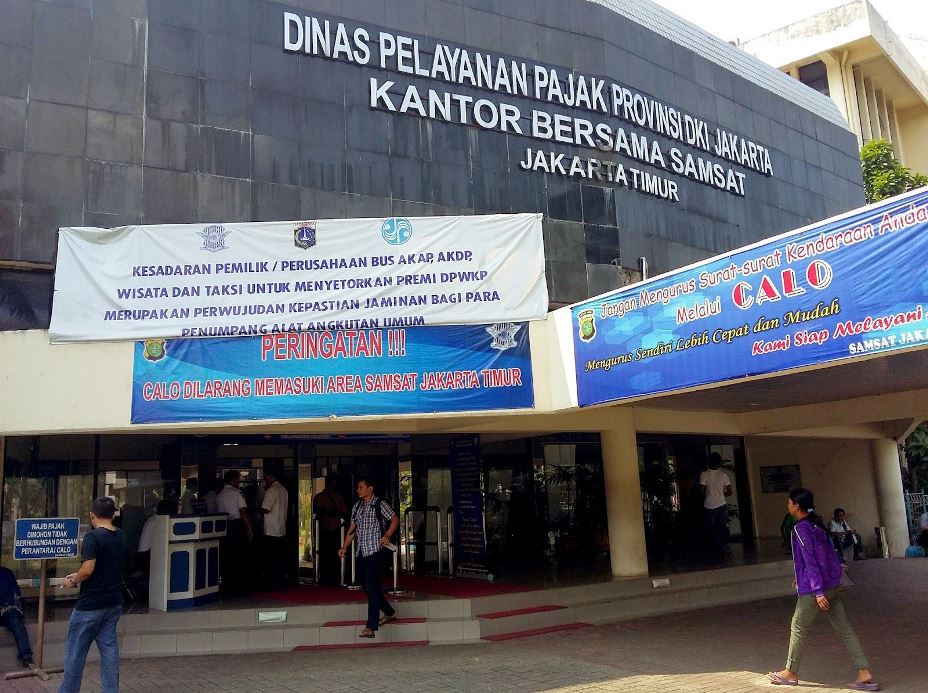 DINAS PELAYANAN PAJAK PROVINSI DKI JAKARTA
KANTOR BERSAMA SAMSAT
JAKARTA TIMUR
KESADARAN PEMILIK / PERUSAHAAN BUS AKAP, AKDP,
WISATA DAN TAKSI UNTUK MENYETORKAN PREMI DPWKP
MERUPAKAN PERWUJUDAN KEPASTIAN JAMINAN BAGI PARA
PENUMPANG ALAT ANGKUTAN UMUM
PERINGATAN !!!
CALO DILARANG MEMASUKI AREA SAMSAT JAKARTA TIMUR
Jangan Mengurus Surat-surat Kendaraan Anda
Melalui CALO
Mengurus Sendiri Lebih Cepat dan Mudah
Kami Siap Melayani
SAMSAT JAKA
WAJIB PAJAK
DIMOHON TIDAK
BERHUBUNGAN DENGAN
PERANTARA / CALO